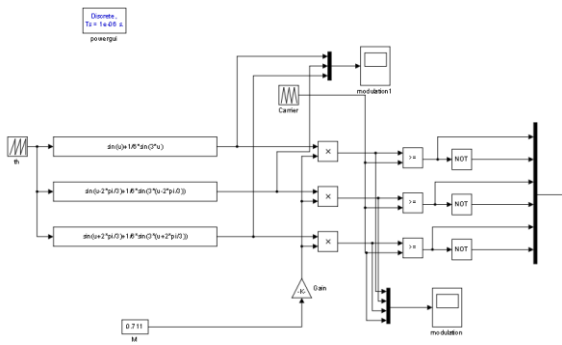 Discrete,
Ts = 1e-06 s.
powergui
modulation1
Carrier
th
sin(u)+1/6*sin(3*u)
×
>=
NOT
sin(u-2*pi/3)+1/6*sin(3*(u-2*pi/3))
×
>=
NOT
sin(u+2*pi/3)+1/6*sin(3*(u+2*pi/3))
×
>=
NOT
-K-
Gain
0.711
M
modulation